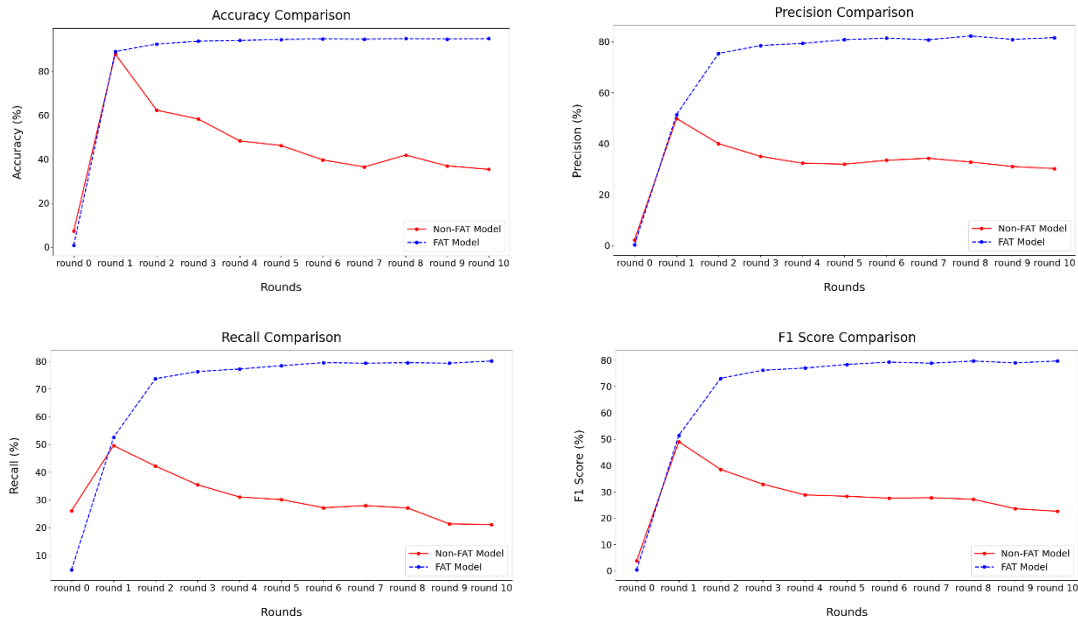 Accuracy Comparison
Accuracy (%)
80
60
40
20
0
Non-FAT Model
FAT Model
round 0 round 1 round 2 round 3 round 4 round 5 round 6 round 7 round 8 round 9 round 10
Rounds
Precision Comparison
Precision (%)
80
60
40
20
0
Non-FAT Model
FAT Model
round 0 round 1 round 2 round 3 round 4 round 5 round 6 round 7 round 8 round 9 round 10
Rounds
Recall Comparison
Recall (%)
80
70
60
50
40
30
20
10
Non-FAT Model
FAT Model
round 0 round 1 round 2 round 3 round 4 round 5 round 6 round 7 round 8 round 9 round 10
Rounds
F1 Score Comparison
F1 Score (%)
80
70
60
50
40
30
20
10
0
Non-FAT Model
FAT Model
round 0 round 1 round 2 round 3 round 4 round 5 round 6 round 7 round 8 round 9 round 10
Rounds